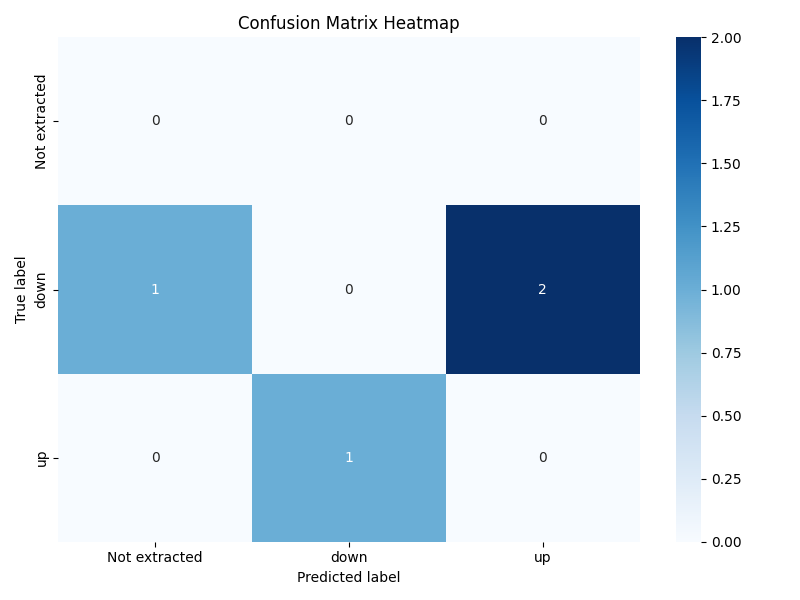 Confusion Matrix Heatmap
Not extracted
0
0
0
down
1
0
2
up
0
1
0
True label
Not extracted
down
up
Predicted label
2.00
1.75
1.50
1.25
1.00
0.75
0.50
0.25
0.00